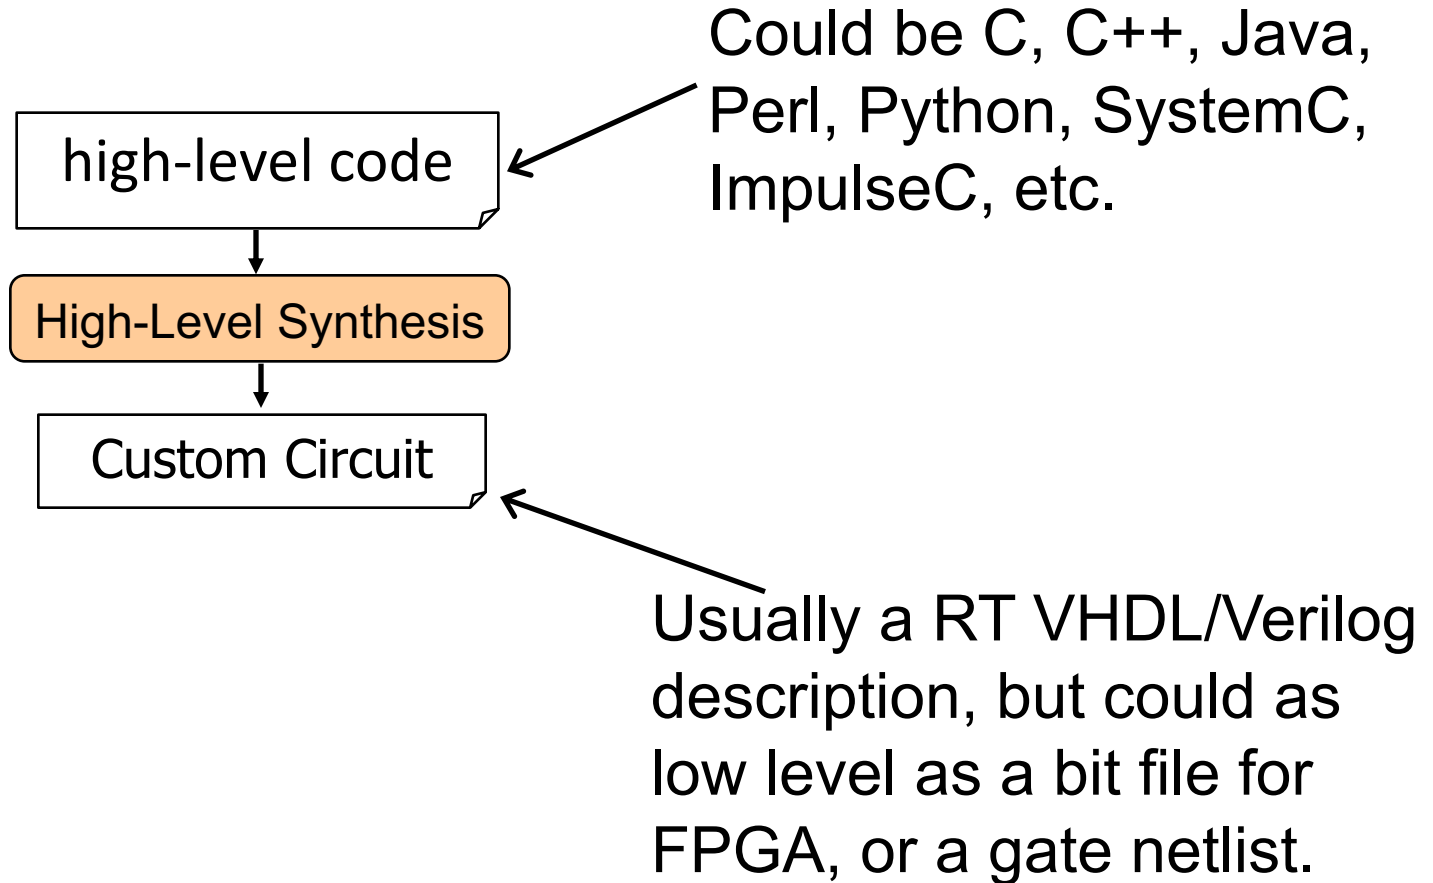 Could be C, C++, Java,
Perl, Python, SystemC,
ImpulseC, etc.
high-level code
High-Level Synthesis
Custom Circuit
Usually a RT VHDL/Verilog
description, but could as
low level as a bit file for
FPGA, or a gate netlist.